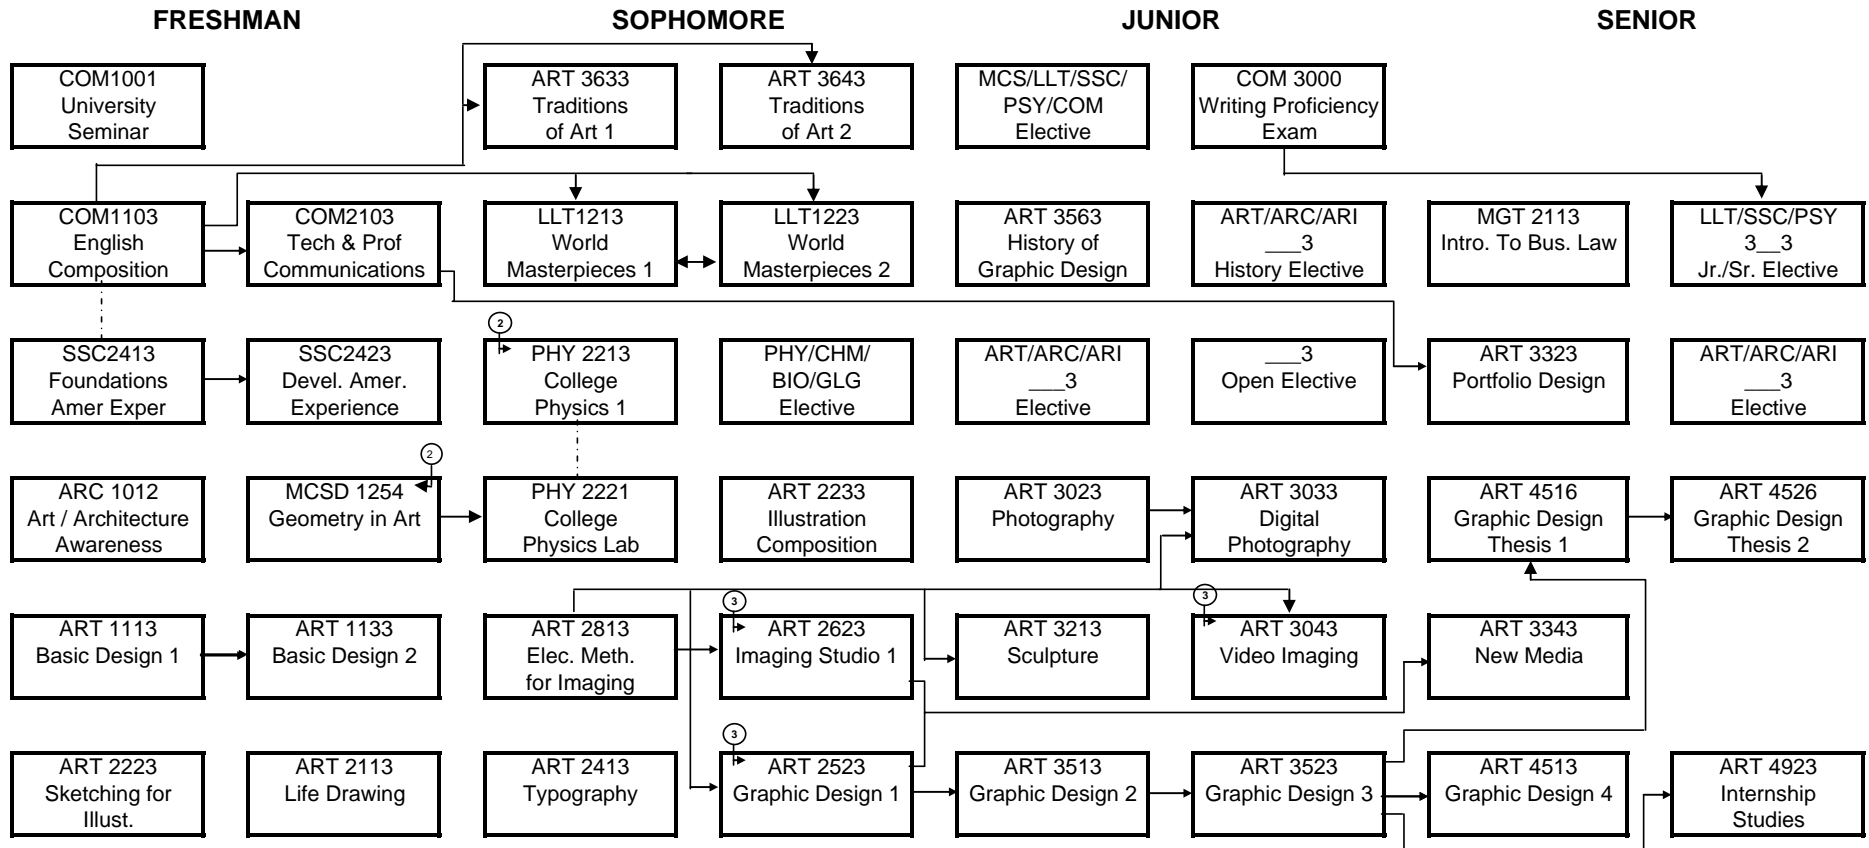 FRESHMAN
SOPHOMORE
JUNIOR
SENIOR
COM1001
University
Seminar
ART 3633
Traditions
of Art 1
ART 3643
Traditions
of Art 2
MCS/LLT/SSC/
PSY/COM
Elective
COM 3000
Writing Proficiency
Exam
COM1103
English
Composition
COM2103
Tech & Prof
Communications
LLT1213
World
Masterpieces 1
LLT1223
World
Masterpieces 2
ART 3563
History of
Graphic Design
ART/ARC/ARI
___3
History Elective
MGT 2113
Intro. To Bus. Law
LLT/SSC/PSY
3__3
Jr./Sr. Elective
SSC2413
Foundations
Amer Exper
SSC2423
Devel. Amer.
Experience
2
PHY 2213
College
Physics 1
PHY/CHM/
BIO/GLG
Elective
ART/ARC/ARI
___3
Elective
___3
Open Elective
ART 3323
Portfolio Design
ART/ARC/ARI
___3
Elective
ARC 1012
Art / Architecture
Awareness
2
MCSD 1254
Geometry in Art
PHY 2221
College
Physics Lab
ART 2233
Illustration
Composition
ART 3023
Photography
ART 3033
Digital
Photography
ART 4516
Graphic Design
Thesis 1
ART 4526
Graphic Design
Thesis 2
ART 1113
Basic Design 1
ART 1133
Basic Design 2
ART 2813
Elec. Meth.
for Imaging
3
ART 2623
Imaging Studio 1
ART 3213
Sculpture
3
ART 3043
Video Imaging
ART 3343
New Media
ART 2223
Sketching for
Illust.
ART 2113
Life Drawing
ART 2413
Typography
3
ART 2523
Graphic Design 1
ART 3513
Graphic Design 2
ART 3523
Graphic Design 3
ART 4513
Graphic Design 4
ART 4923
Internship
Studies